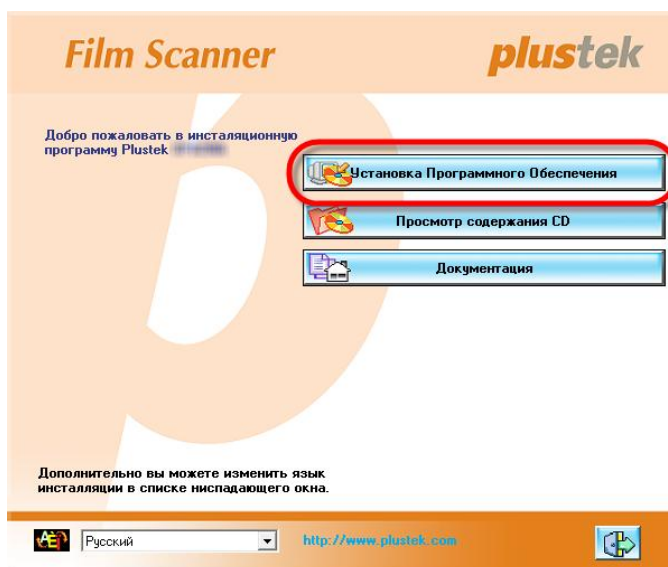 Film Scanner
plustek
Добро пожаловать в инсталяционную
программу Plustek
Установка Программного Обеспечения
Просмотр содержания CD
Документация
Дополнительно вы можете изменить язык
инсталляции в списке ниспадающего окна.
Русский
http://www.plustek.com